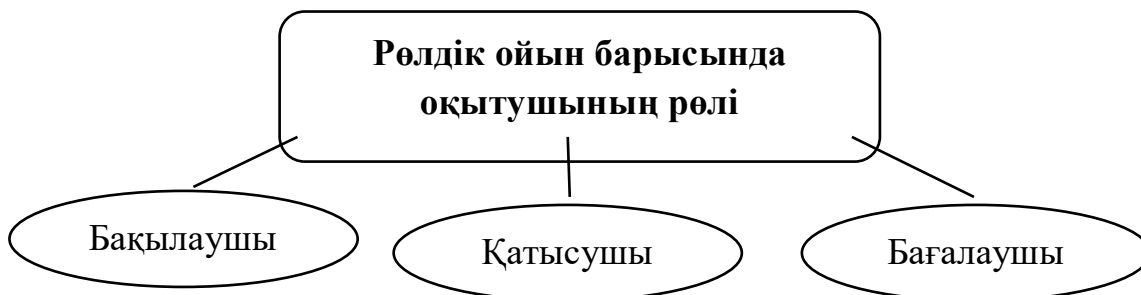 Рөлдік ойын барысында
оқытушының рөлі
Бақылаушы
Қатысушы
Бағалаушы